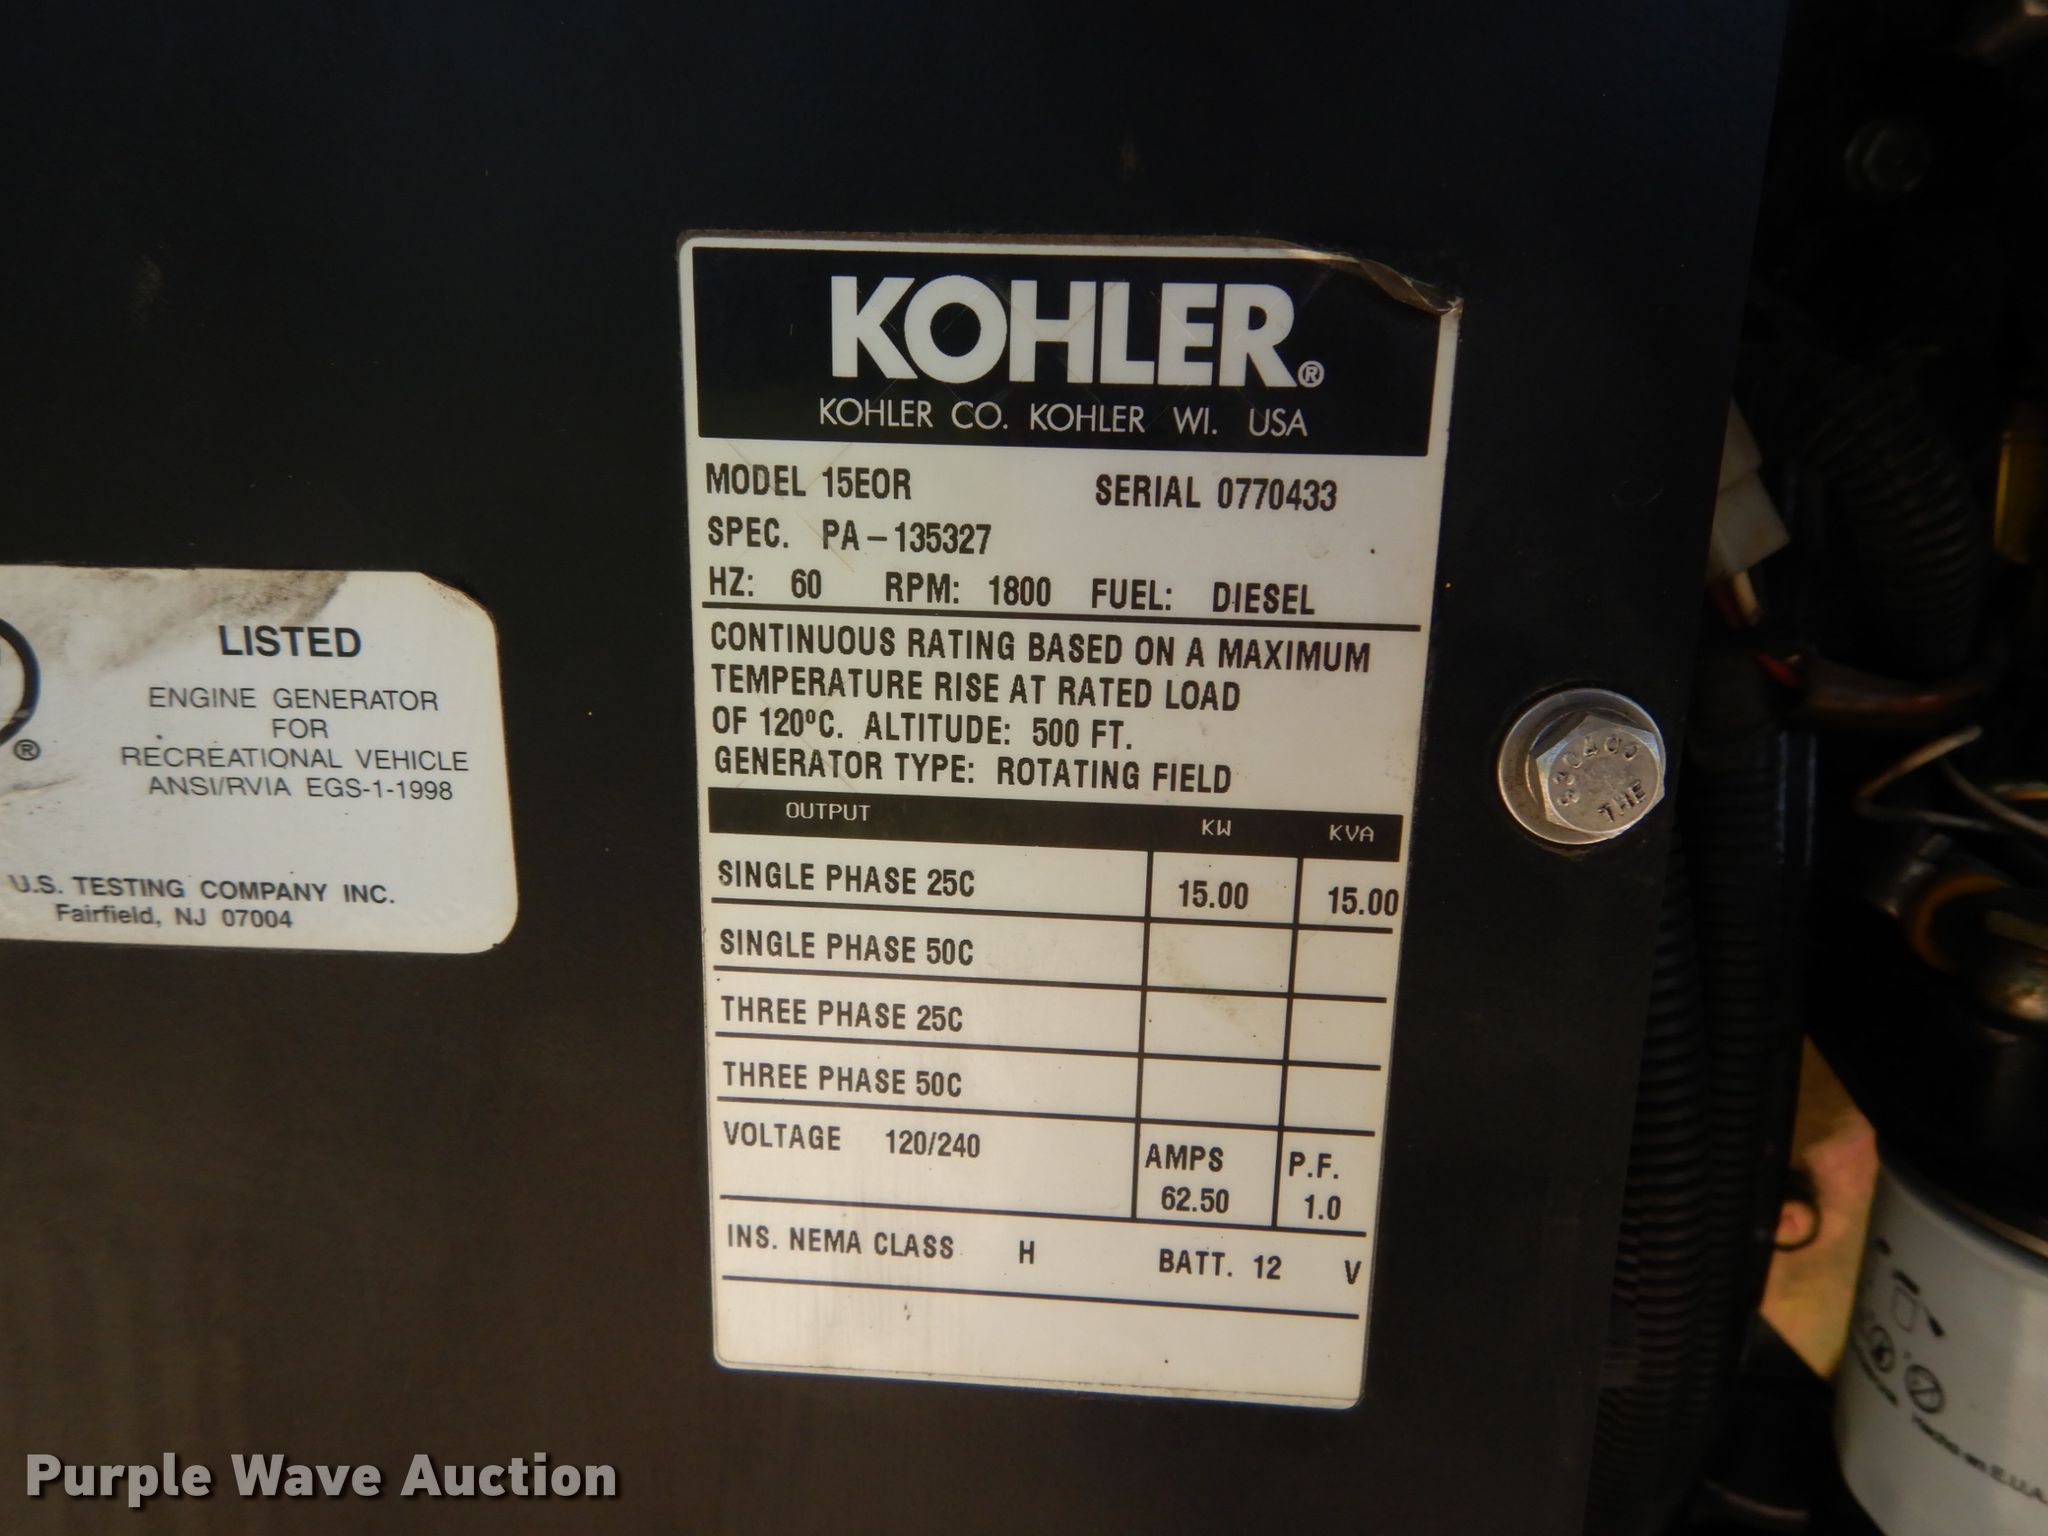 KOHLER®
KOHLER CO. KOHLER WI. USA
MODEL 15EOR SERIAL 0770433
SPEC. PA-135327
HZ: 60 RPM: 1800 FUEL: DIESEL
CONTINUOUS RATING BASED ON A MAXIMUM
TEMPERATURE RISE AT RATED LOAD
OF 120ºC. ALTITUDE: 500 FT.
GENERATOR TYPE: ROTATING FIELD
OUTPUT KW KVA
SINGLE PHASE 25C 15.00 15.00
SINGLE PHASE 50C
THREE PHASE 25C
THREE PHASE 50C
VOLTAGE 120/240 AMPS P.F.
62.50 1.0
INS. NEMA CLASS H BATT. 12 V
®
LISTED
ENGINE GENERATOR
FOR
RECREATIONAL VEHICLE
ANSI/RVIA EGS-1-1998
U.S. TESTING COMPANY INC.
Fairfield, NJ 07004
THE
Hecho en E.U.A.
Purple Wave Auction